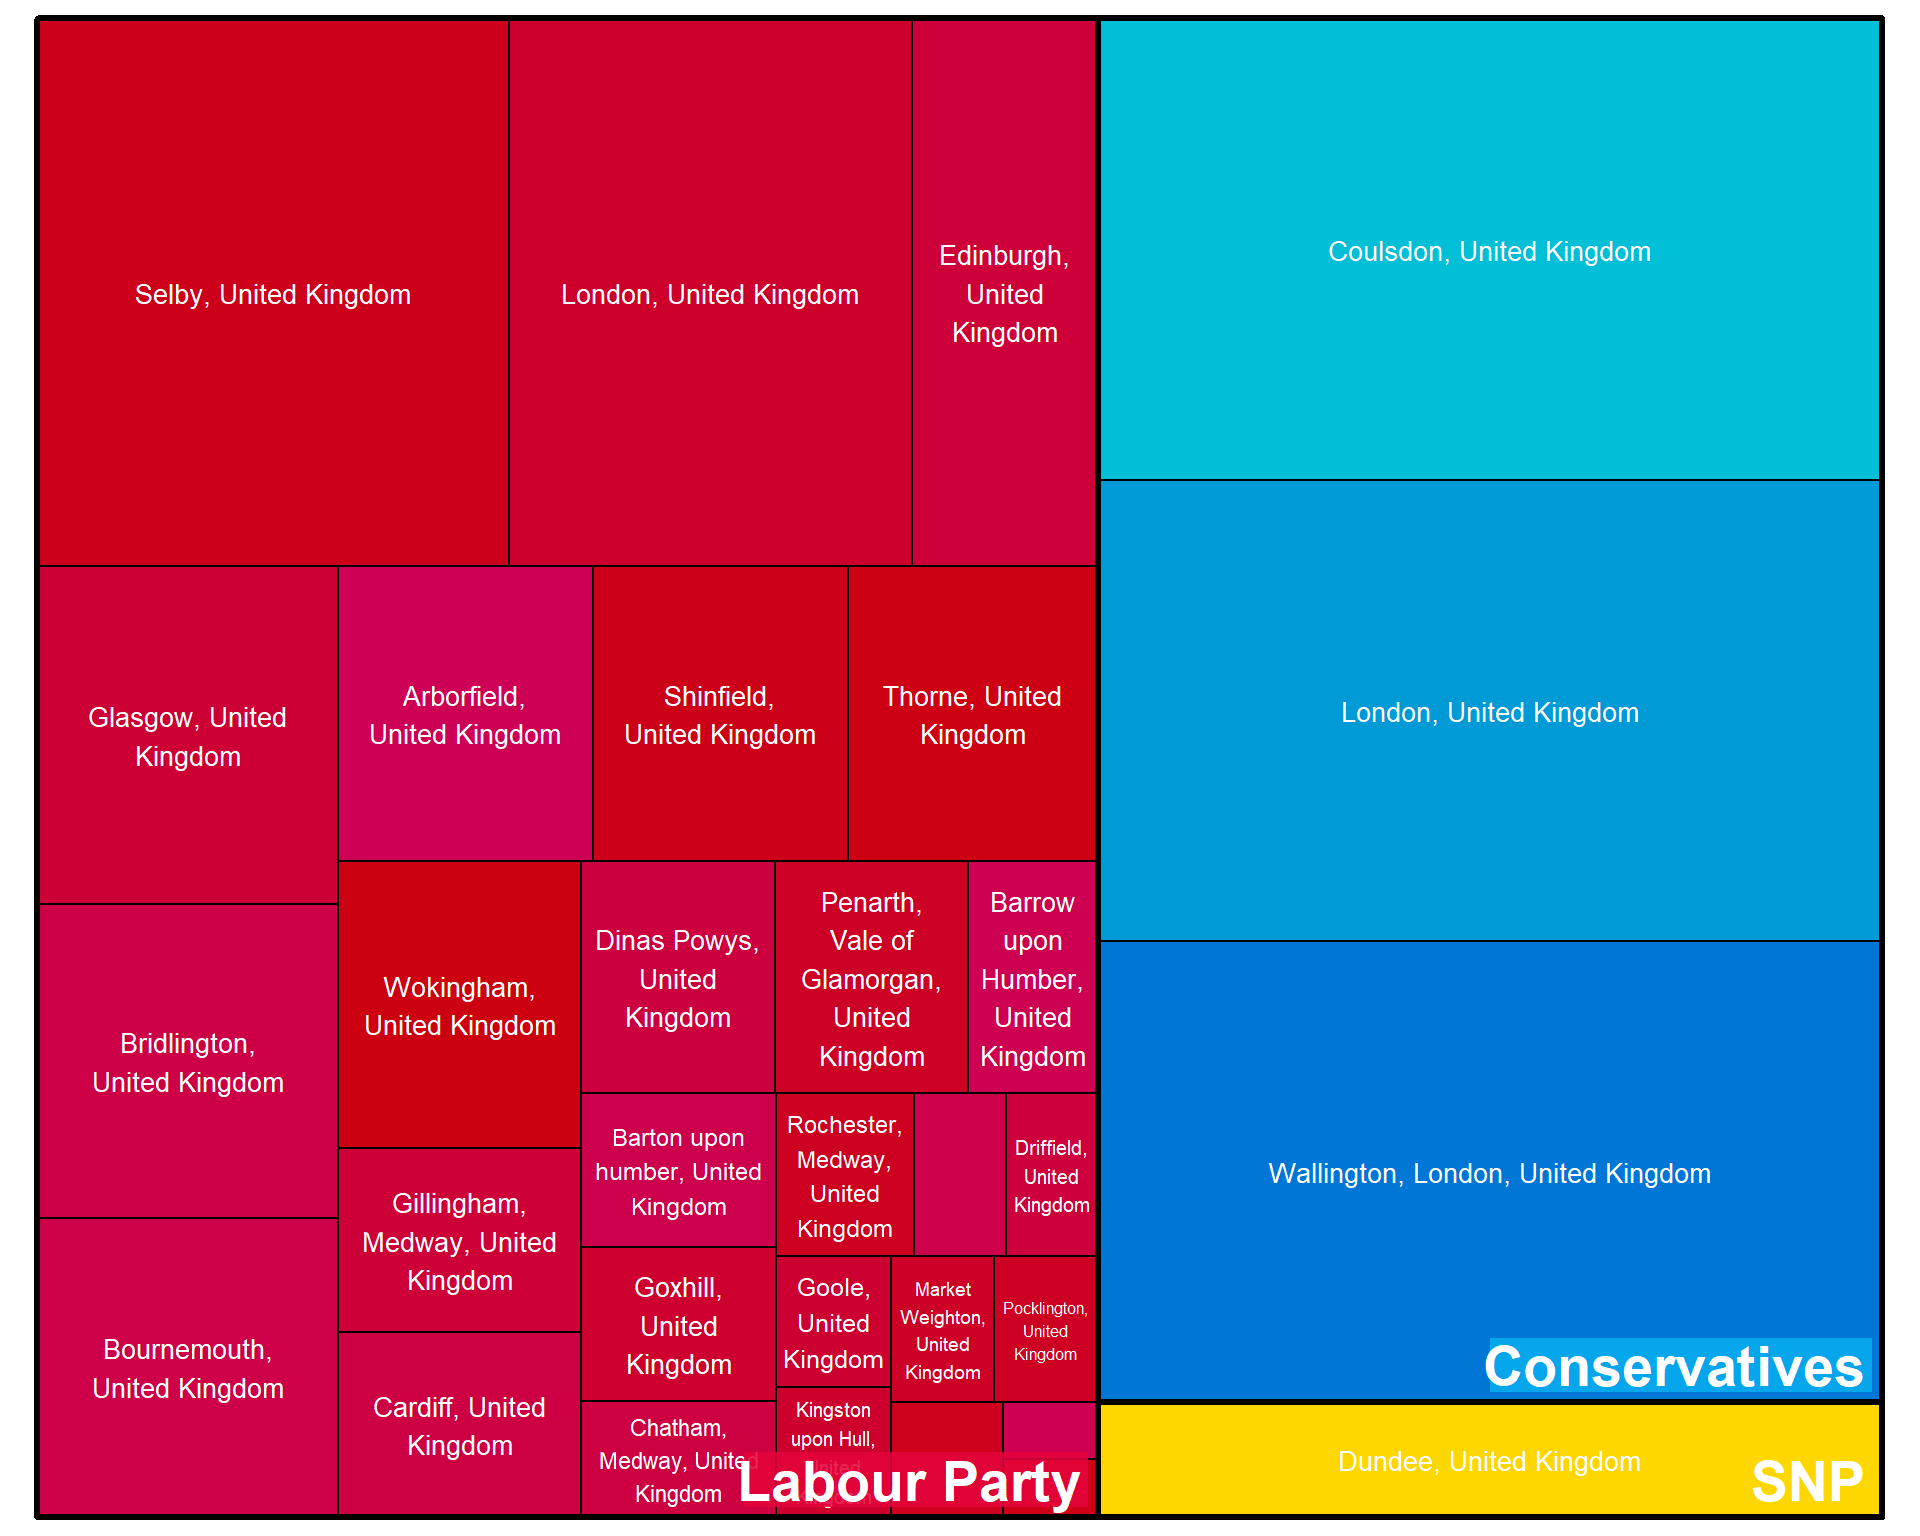 Selby, United Kingdom
London, United Kingdom
Edinburgh,
United
Kingdom
Glasgow, United
Kingdom
Arborfield,
United Kingdom
Shinfield,
United Kingdom
Thorne, United
Kingdom
Bridlington,
United Kingdom
Bournemouth,
United Kingdom
Wokingham,
United Kingdom
Gillingham,
Medway, United
Kingdom
Cardiff, United
Kingdom
Dinas Powys,
United
Kingdom
Penarth,
Vale of
Glamorgan,
United
Kingdom
Barrow
upon
Humber,
United
Kingdom
Barton upon
humber, United
Kingdom
Goxhill,
United
Kingdom
Chatham,
Medway, United
Kingdom
Rochester,
Medway,
United
Kingdom
Driffield,
United
Kingdom
Goole,
United
Kingdom
Market
Weighton,
United
Kingdom
Pocklington,
United
Kingdom
Kingston
upon Hull,
United
Kingdom
Labour Party
Coulsdon, United Kingdom
London, United Kingdom
Wallington, London, United Kingdom
Conservatives
Dundee, United Kingdom
SNP